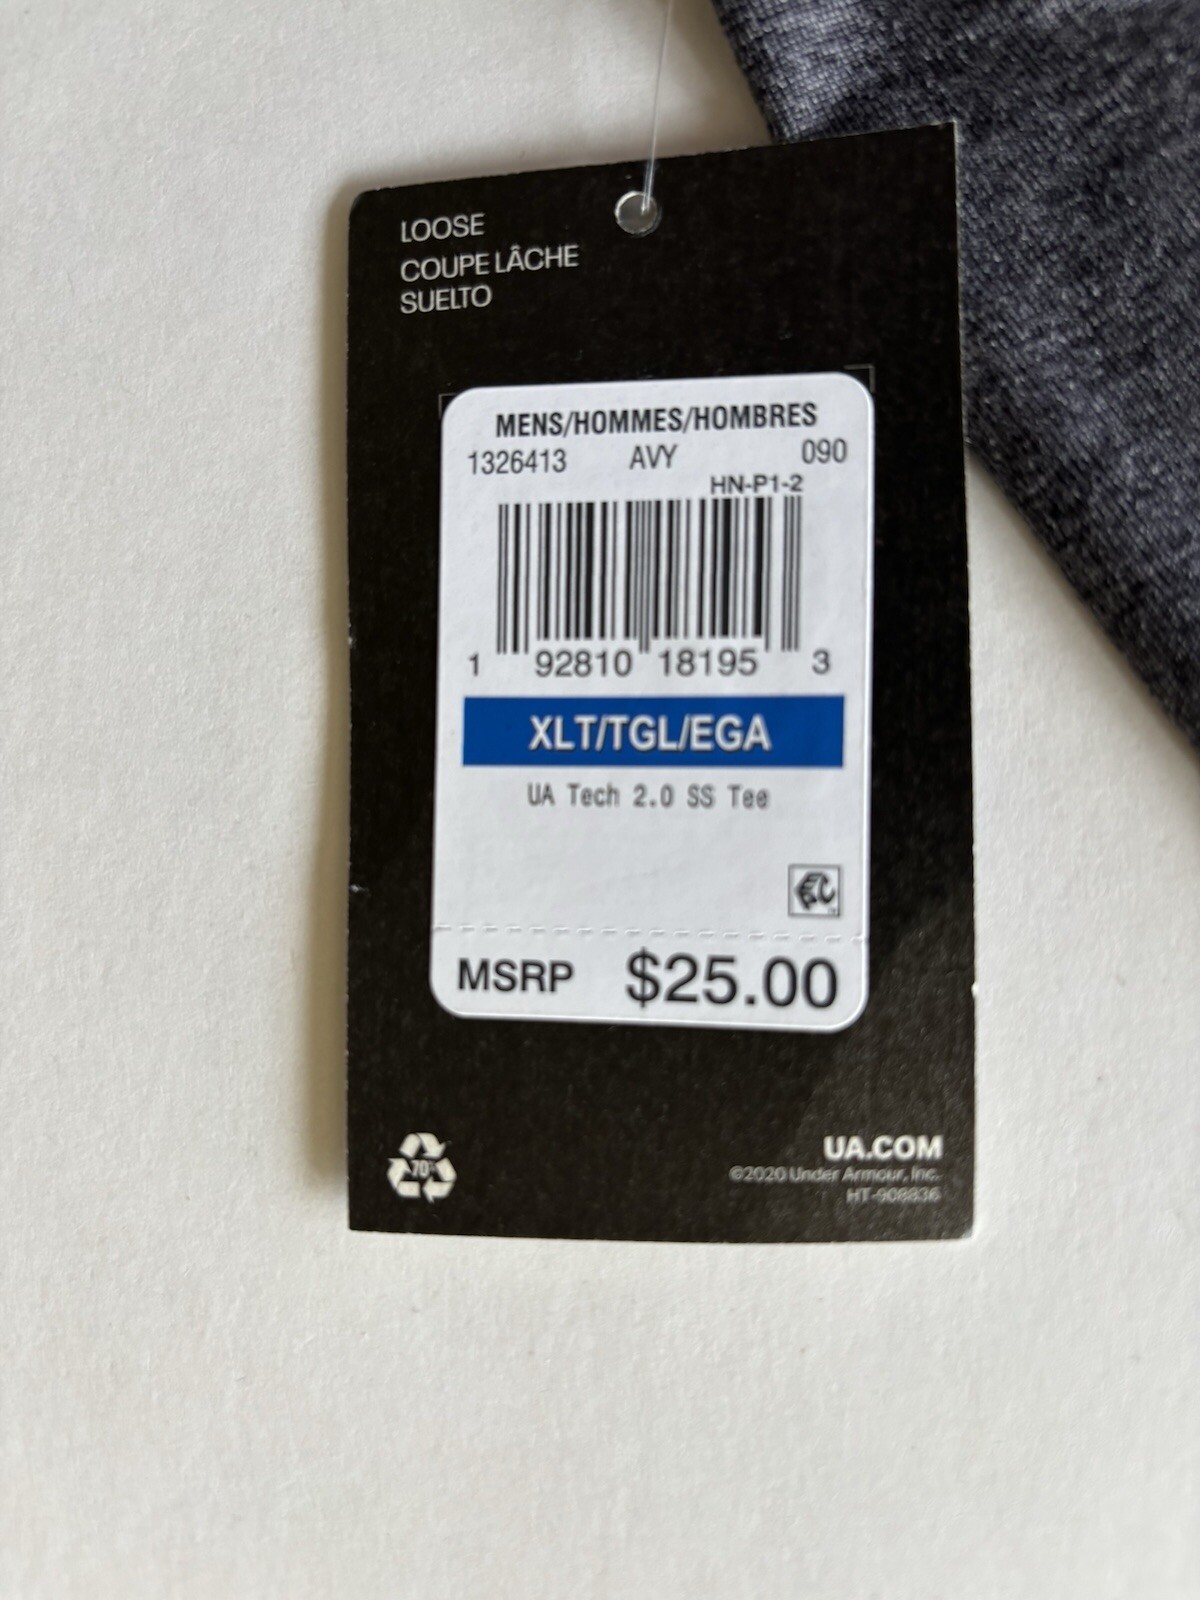 LOOSE
COUPE LÂCHE
SUELTO
MENS/HOMMES/HOMBRES
1326413 AVY 090
HN-P1-2
1 92810 18195 3
XLT/TGL/EGA
UA Tech 2.0 SS Tee
MSRP $25.00
70%
UA.COM
©2020 Under Armour, Inc.
HT-908836